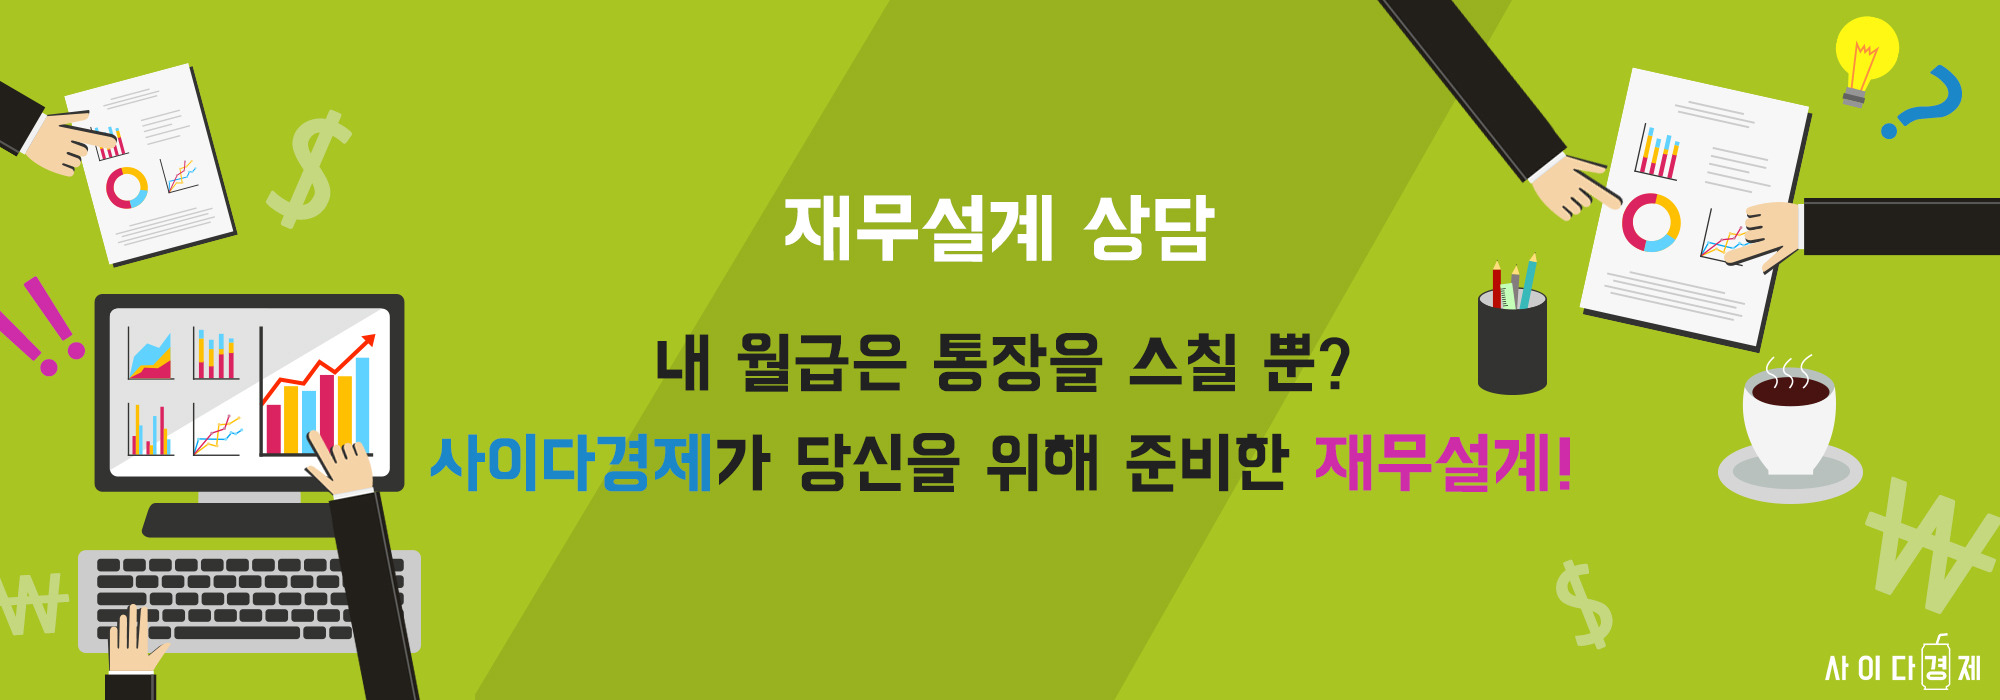 재무설계 상담
내 월급은 통장을 스칠 뿐?
사이다경제가 당신을 위해 준비한 재무설계!
사이다경제